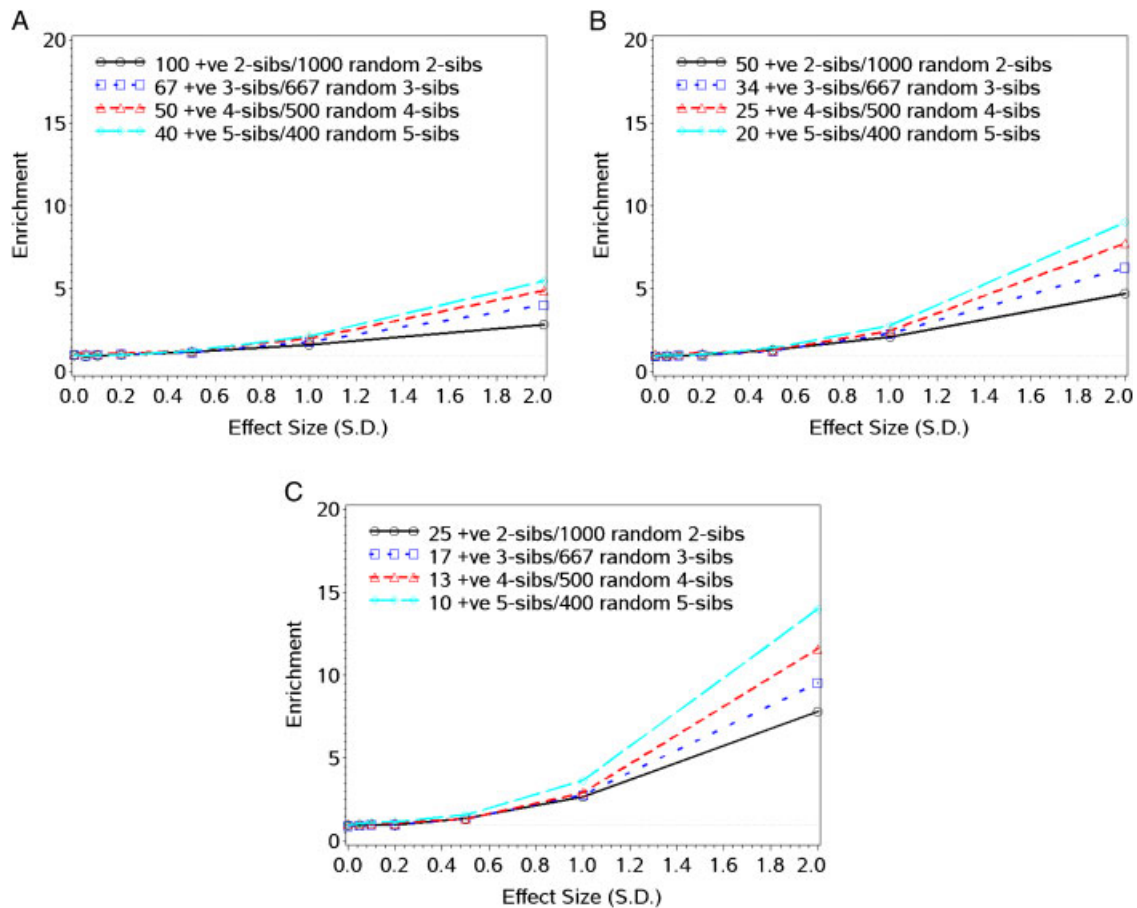 A
20
15
10
5
0
Enrichment
100 +ve 2-sibs/1000 random 2-sibs
67 +ve 3-sibs/667 random 3-sibs
50 +ve 4-sibs/500 random 4-sibs
40 +ve 5-sibs/400 random 5-sibs
0.0 0.2 0.4 0.6 0.8 1.0 1.2 1.4 1.6 1.8 2.0
Effect Size (S.D.)
B
20
15
10
5
0
Enrichment
50 +ve 2-sibs/1000 random 2-sibs
34 +ve 3-sibs/667 random 3-sibs
25 +ve 4-sibs/500 random 4-sibs
20 +ve 5-sibs/400 random 5-sibs
0.0 0.2 0.4 0.6 0.8 1.0 1.2 1.4 1.6 1.8 2.0
Effect Size (S.D.)
C
20
15
10
5
0
Enrichment
25 +ve 2-sibs/1000 random 2-sibs
17 +ve 3-sibs/667 random 3-sibs
13 +ve 4-sibs/500 random 4-sibs
10 +ve 5-sibs/400 random 5-sibs
0.0 0.2 0.4 0.6 0.8 1.0 1.2 1.4 1.6 1.8 2.0
Effect Size (S.D.)